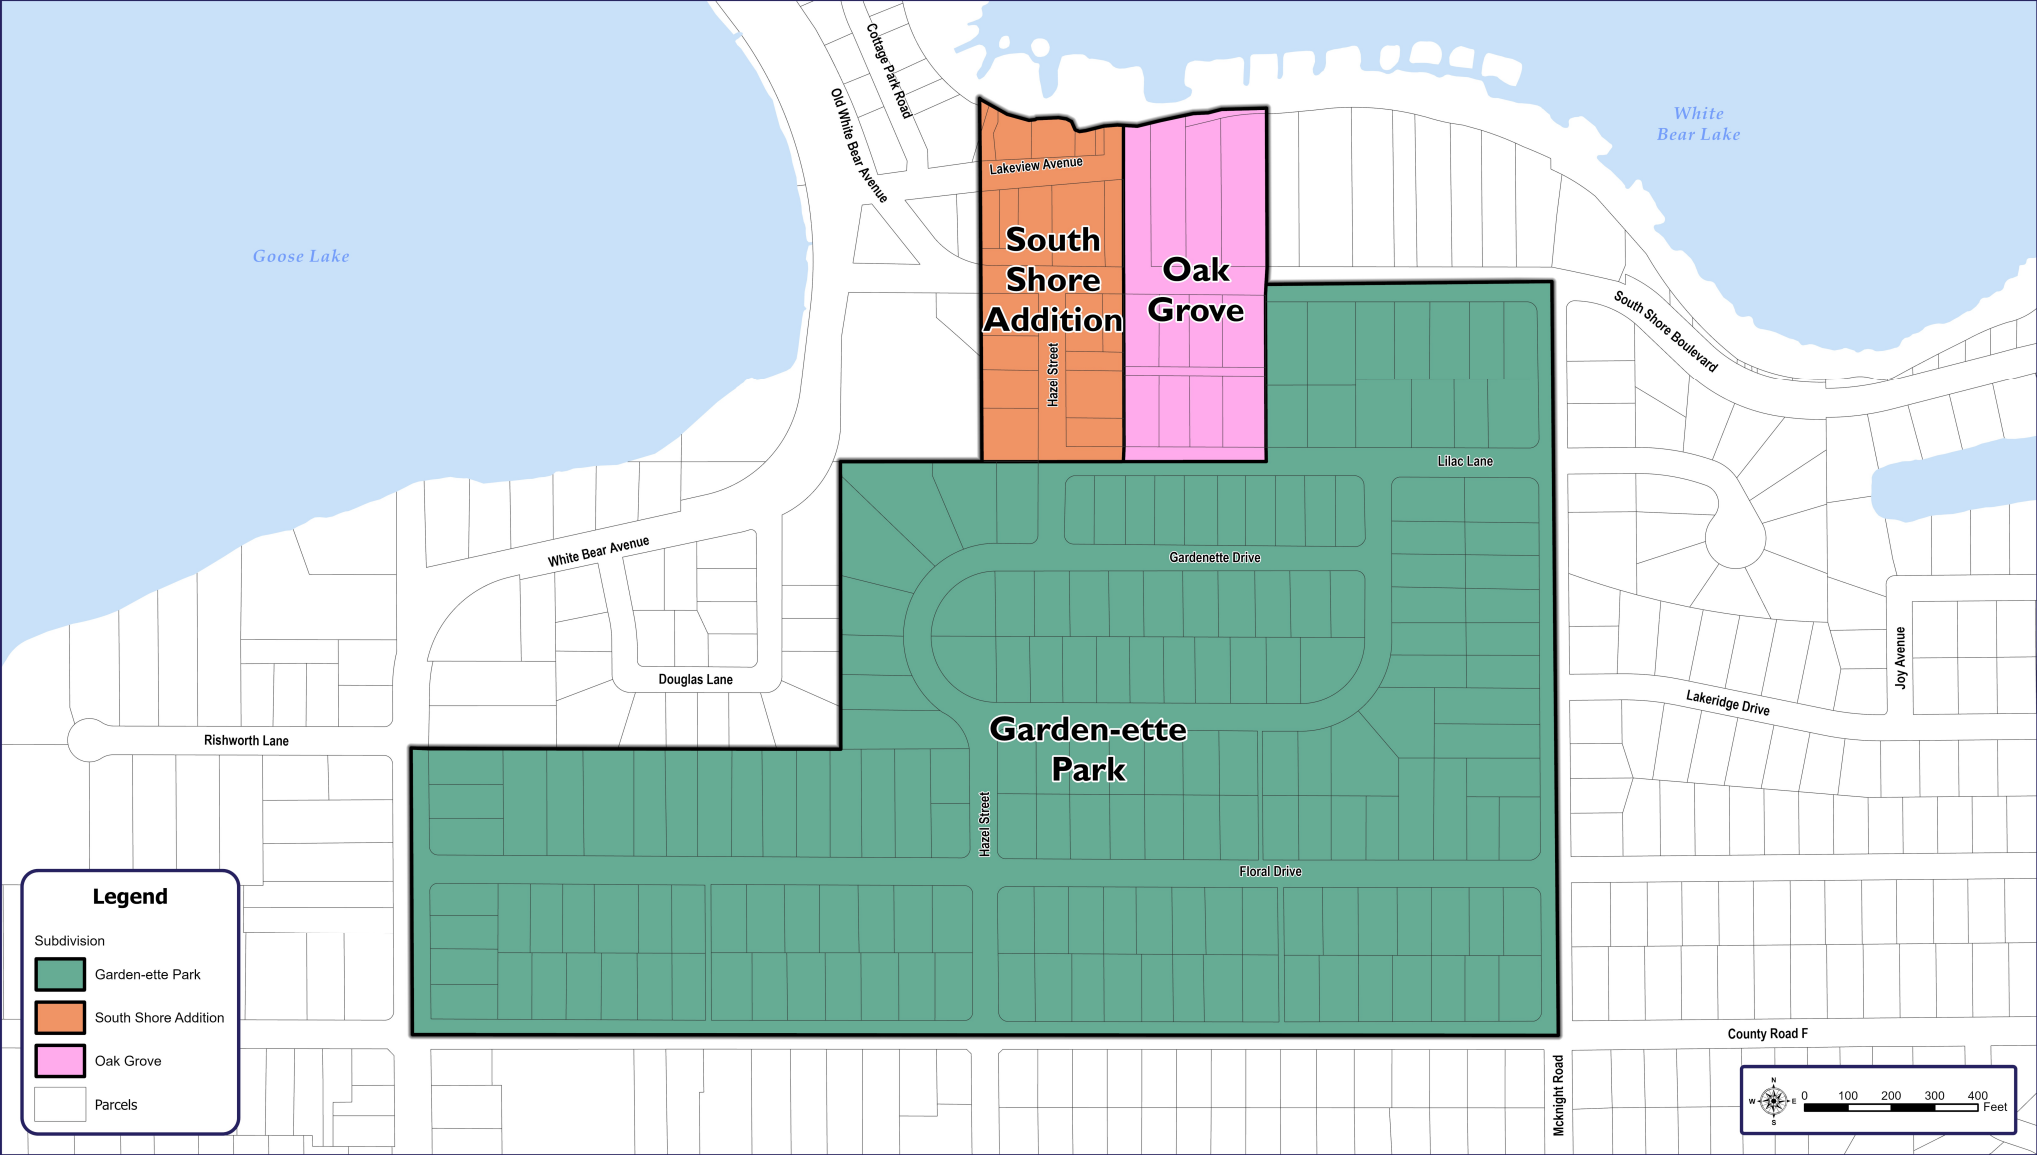 Cottage Park Road
Old White Bear Avenue
White
Bear Lake
Lakeview Avenue
Goose Lake
South
Shore
Addition
Oak
Grove
South Shore Boulevard
Hazel Street
Lilac Lane
White Bear Avenue
Gardenette Drive
Joy Avenue
Douglas Lane
Lakeridge Drive
Rishworth Lane
Garden-ette
Park
Hazel Street
Floral Drive
County Road F
Mcknight Road
Legend
Subdivision
Garden-ette Park
South Shore Addition
Oak Grove
Parcels
N
W E
S
0 100 200 300 400
Feet